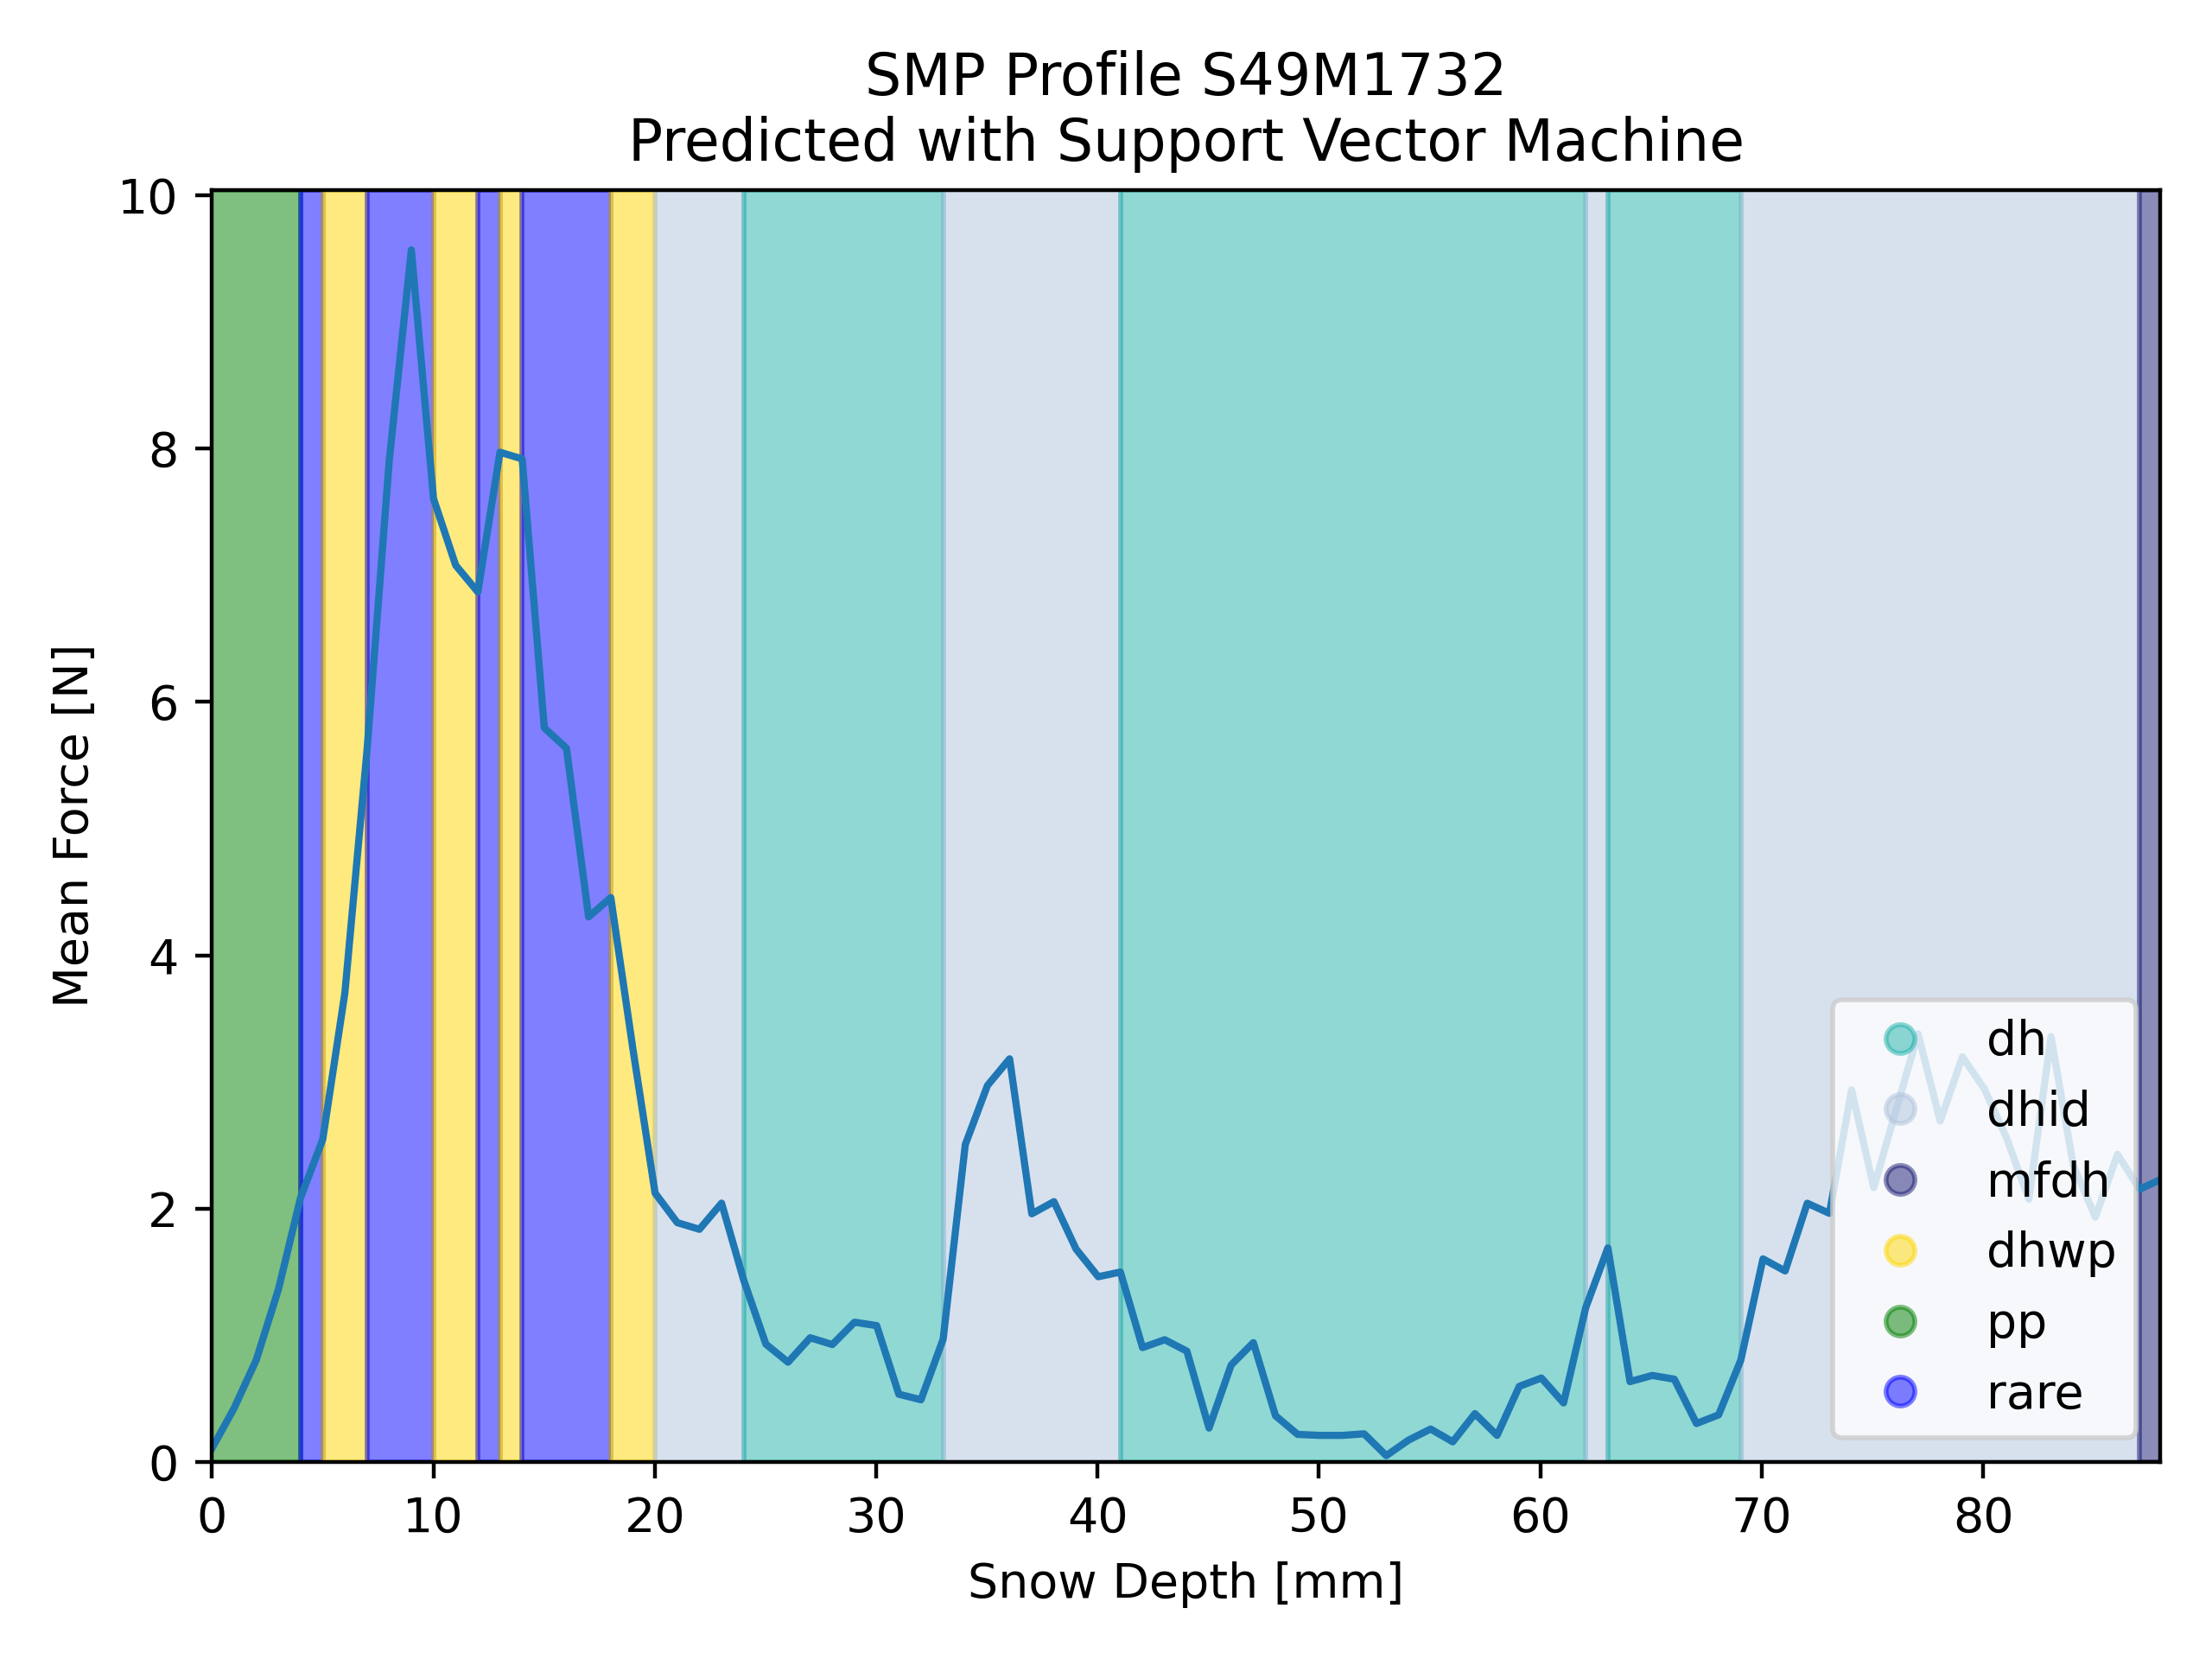 SMP Profile S49M1732
Predicted with Support Vector Machine
10
8
6
4
2
0
Mean Force [N]
dh
dhid
mfdh
dhwp
pp
rare
0 10 20 30 40 50 60 70 80
Snow Depth [mm]